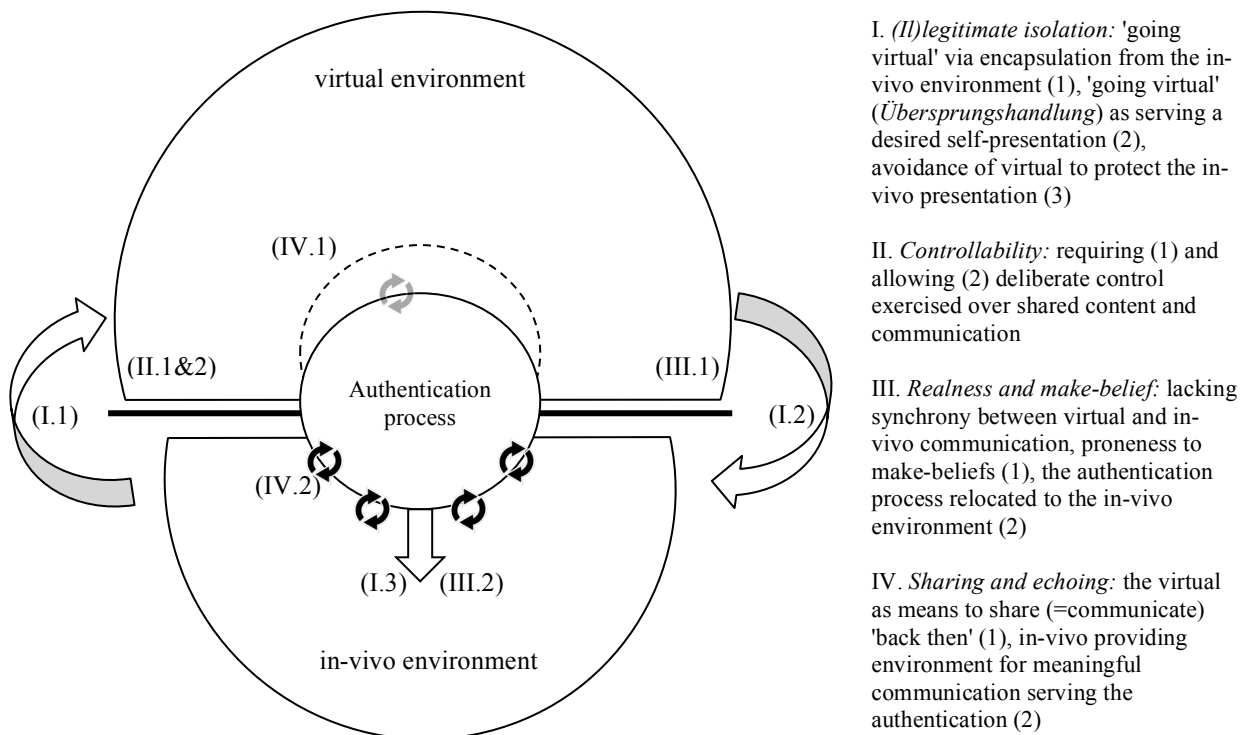 virtual environment
(IV.1)
(II.1&2)
(III.1)
Authentication
process
(I.1)
(I.2)
(IV.2)
(I.3)
(III.2)
in-vivo environment
I. (Il)legitimate isolation: 'going
virtual' via encapsulation from the in-
vivo environment (1), 'going virtual'
(Übersprungshandlung) as serving a
desired self-presentation (2),
avoidance of virtual to protect the in-
vivo presentation (3)
II. Controllability: requiring (1) and
allowing (2) deliberate control
exercised over shared content and
communication
III. Realness and make-belief: lacking
synchrony between virtual and in-
vivo communication, proneness to
make-beliefs (1), the authentication
process relocated to the in-vivo
environment (2)
IV. Sharing and echoing: the virtual
as means to share (=communicate)
'back then' (1), in-vivo providing
environment for meaningful
communication serving the
authentication (2)